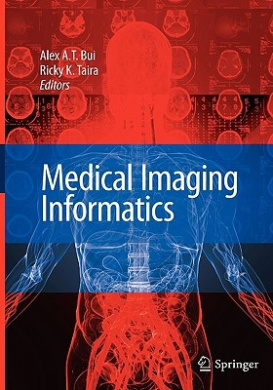 Alex A.T. Bui
Ricky K. Taira
Editors
Medical Imaging
Informatics
Springer